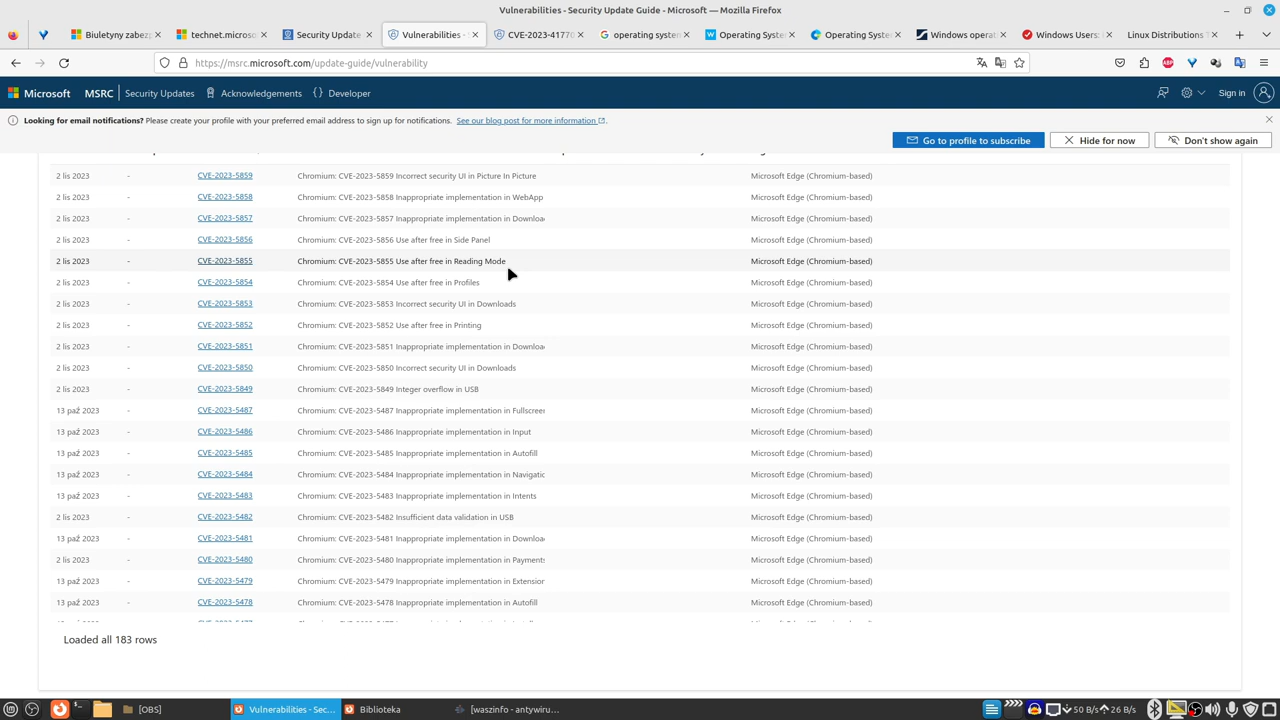 Vulnerabilities - Security Update Guide - Microsoft — Mozilla Firefox
Biuletyny zabezp
technet.microso
Security Update
Vulnerabilities -
CVE-2023-41770
operating system
Operating System
Operating System
Windows operati
Windows Users:
Linux Distributions T
https://msrc.microsoft.com/update-guide/vulnerability
Microsoft
MSRC
Security Updates
Acknowledgements
Developer
Sign in
Looking for email notifications? Please create your profile with your preferred email address to sign up for notifications. See our blog post for more information.
Go to profile to subscribe
Hide for now
Don't show again
2 lis 2023 - CVE-2023-5859 Chromium: CVE-2023-5859 Incorrect security UI in Picture In Picture Microsoft Edge (Chromium-based)
2 lis 2023 - CVE-2023-5858 Chromium: CVE-2023-5858 Inappropriate implementation in WebApp Microsoft Edge (Chromium-based)
2 lis 2023 - CVE-2023-5857 Chromium: CVE-2023-5857 Inappropriate implementation in Downloa Microsoft Edge (Chromium-based)
2 lis 2023 - CVE-2023-5856 Chromium: CVE-2023-5856 Use after free in Side Panel Microsoft Edge (Chromium-based)
2 lis 2023 - CVE-2023-5855 Chromium: CVE-2023-5855 Use after free in Reading Mode Microsoft Edge (Chromium-based)
2 lis 2023 - CVE-2023-5854 Chromium: CVE-2023-5854 Use after free in Profiles Microsoft Edge (Chromium-based)
2 lis 2023 - CVE-2023-5853 Chromium: CVE-2023-5853 Incorrect security UI in Downloads Microsoft Edge (Chromium-based)
2 lis 2023 - CVE-2023-5852 Chromium: CVE-2023-5852 Use after free in Printing Microsoft Edge (Chromium-based)
2 lis 2023 - CVE-2023-5851 Chromium: CVE-2023-5851 Inappropriate implementation in Downloa Microsoft Edge (Chromium-based)
2 lis 2023 - CVE-2023-5850 Chromium: CVE-2023-5850 Incorrect security UI in Downloads Microsoft Edge (Chromium-based)
2 lis 2023 - CVE-2023-5849 Chromium: CVE-2023-5849 Integer overflow in USB Microsoft Edge (Chromium-based)
13 paź 2023 - CVE-2023-5487 Chromium: CVE-2023-5487 Inappropriate implementation in Fullscreen Microsoft Edge (Chromium-based)
13 paź 2023 - CVE-2023-5486 Chromium: CVE-2023-5486 Inappropriate implementation in Input Microsoft Edge (Chromium-based)
13 paź 2023 - CVE-2023-5485 Chromium: CVE-2023-5485 Inappropriate implementation in Autofill Microsoft Edge (Chromium-based)
13 paź 2023 - CVE-2023-5484 Chromium: CVE-2023-5484 Inappropriate implementation in Navigatio Microsoft Edge (Chromium-based)
13 paź 2023 - CVE-2023-5483 Chromium: CVE-2023-5483 Inappropriate implementation in Intents Microsoft Edge (Chromium-based)
2 lis 2023 - CVE-2023-5482 Chromium: CVE-2023-5482 Insufficient data validation in USB Microsoft Edge (Chromium-based)
13 paź 2023 - CVE-2023-5481 Chromium: CVE-2023-5481 Inappropriate implementation in Downloa Microsoft Edge (Chromium-based)
2 lis 2023 - CVE-2023-5480 Chromium: CVE-2023-5480 Inappropriate implementation in Payments Microsoft Edge (Chromium-based)
13 paź 2023 - CVE-2023-5479 Chromium: CVE-2023-5479 Inappropriate implementation in Extension Microsoft Edge (Chromium-based)
13 paź 2023 - CVE-2023-5478 Chromium: CVE-2023-5478 Inappropriate implementation in Autofill Microsoft Edge (Chromium-based)
Loaded all 183 rows
[OBS]
Vulnerabilities - Sec...
Biblioteka
[waszinfo - antywiru...
50 B/s
26 B/s